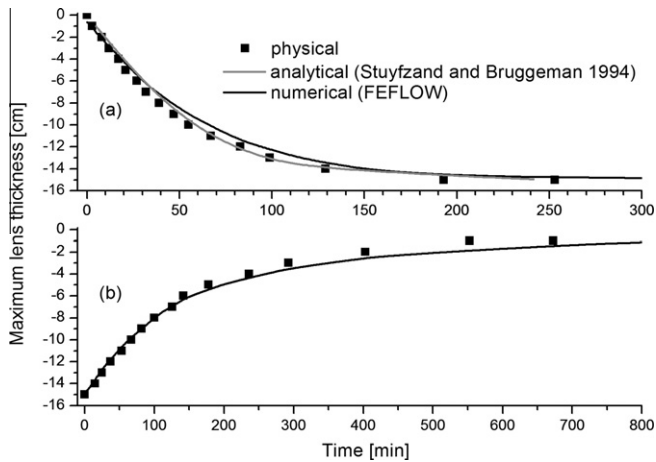 0
-2
-4
-6
-8
-10
-12
-14
-16
physical
analytical (Stuyfzand and Bruggeman 1994)
numerical (FEFLOW)
(a)
0 50 100 150 200 250 300
Maximum lens thickness [cm]
0
-2
-4
-6
-8
-10
-12
-14
-16
(b)
0 100 200 300 400 500 600 700 800
Time [min]